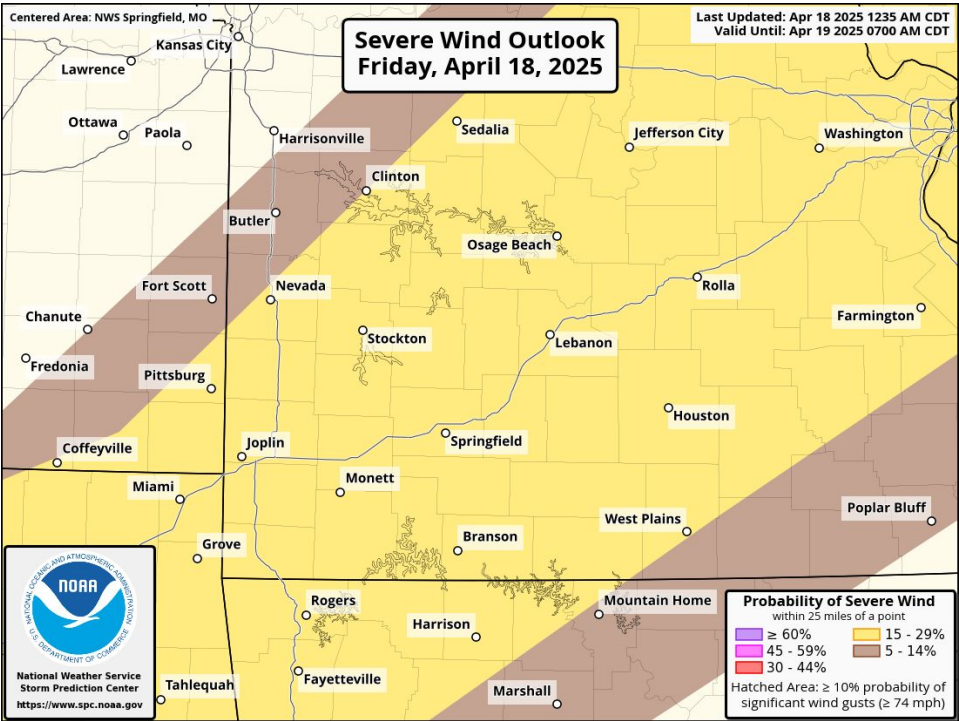 Centered Area: NWS Springfield, MO
Severe Wind Outlook
Friday, April 18, 2025
Last Updated: Apr 18 2025 1235 AM CDT
Valid Until: Apr 19 2025 0700 AM CDT
Kansas City
Lawrence
Ottawa
Paola
Harrisonville
Sedalia
Jefferson City
Washington
Clinton
Butler
Osage Beach
Fort Scott
Nevada
Rolla
Chanute
Farmington
Stockton
Lebanon
Fredonia
Pittsburg
Houston
Coffeyville
Joplin
Springfield
Miami
Monett
West Plains
Poplar Bluff
Grove
Branson
Rogers
Mountain Home
Harrison
Fayetteville
Tahlequah
Marshall
NATIONAL OCEANIC AND ATMOSPHERIC ADMINISTRATION
NOAA
U.S. DEPARTMENT OF COMMERCE
National Weather Service
Storm Prediction Center
https://www.spc.noaa.gov
Probability of Severe Wind
within 25 miles of a point
≥ 60%
15 - 29%
45 - 59%
5 - 14%
30 - 44%
Hatched Area: ≥ 10% probability of
significant wind gusts (≥ 74 mph)